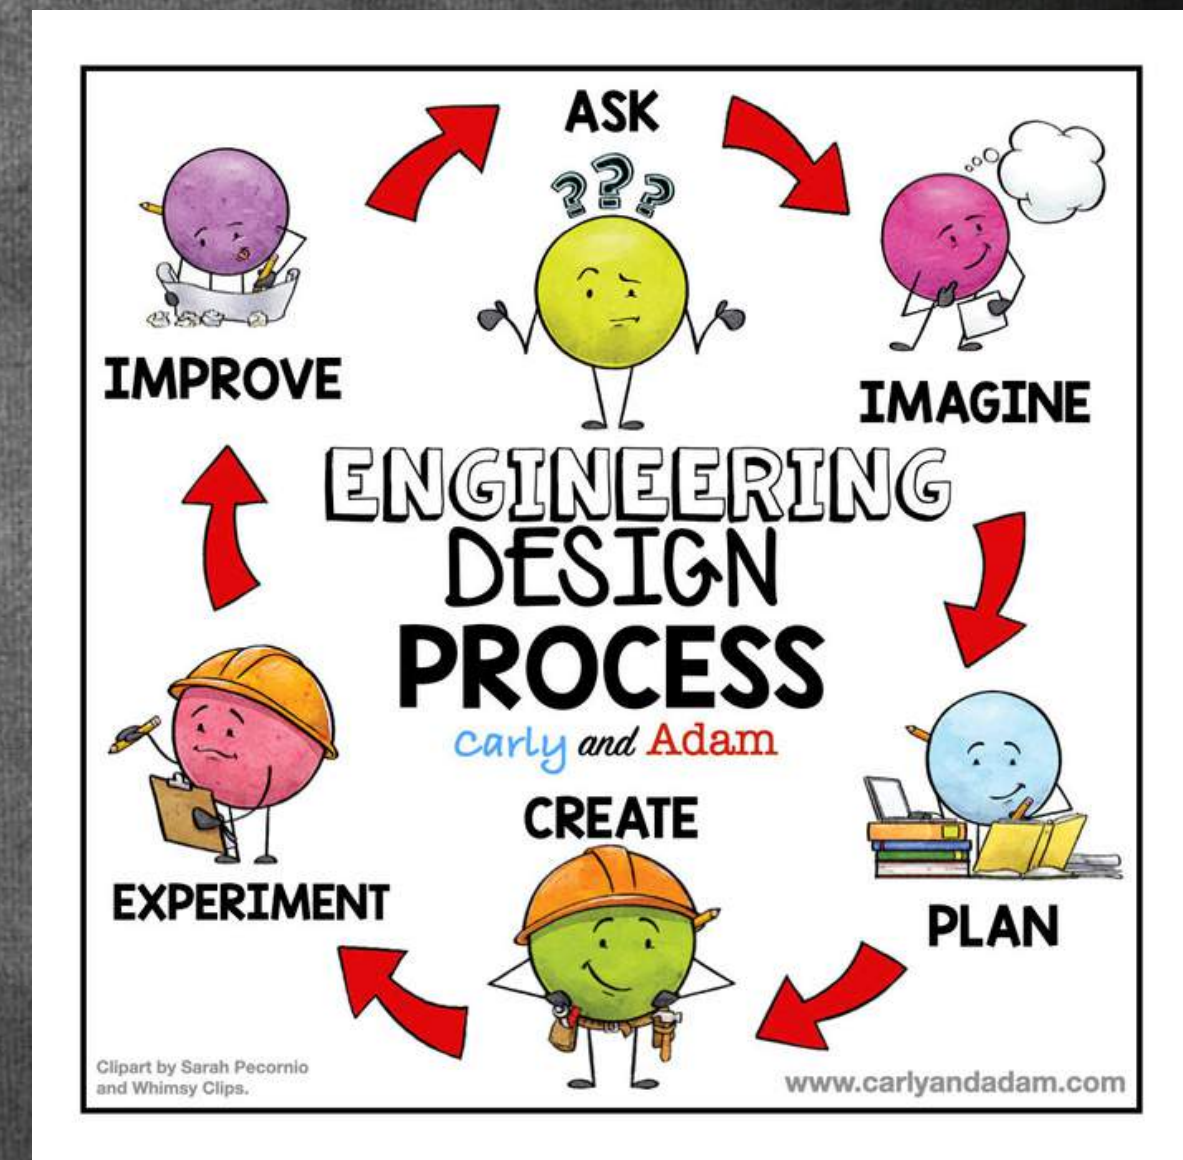 ASK
???
IMAGINE
IMPROVE
ENGINEERING
DESIGN
PROCESS
Carly and Adam
CREATE
EXPERIMENT
PLAN
Clipart by Sarah Pecornio
and Whimsy Clips.
www.carlyandadam.com